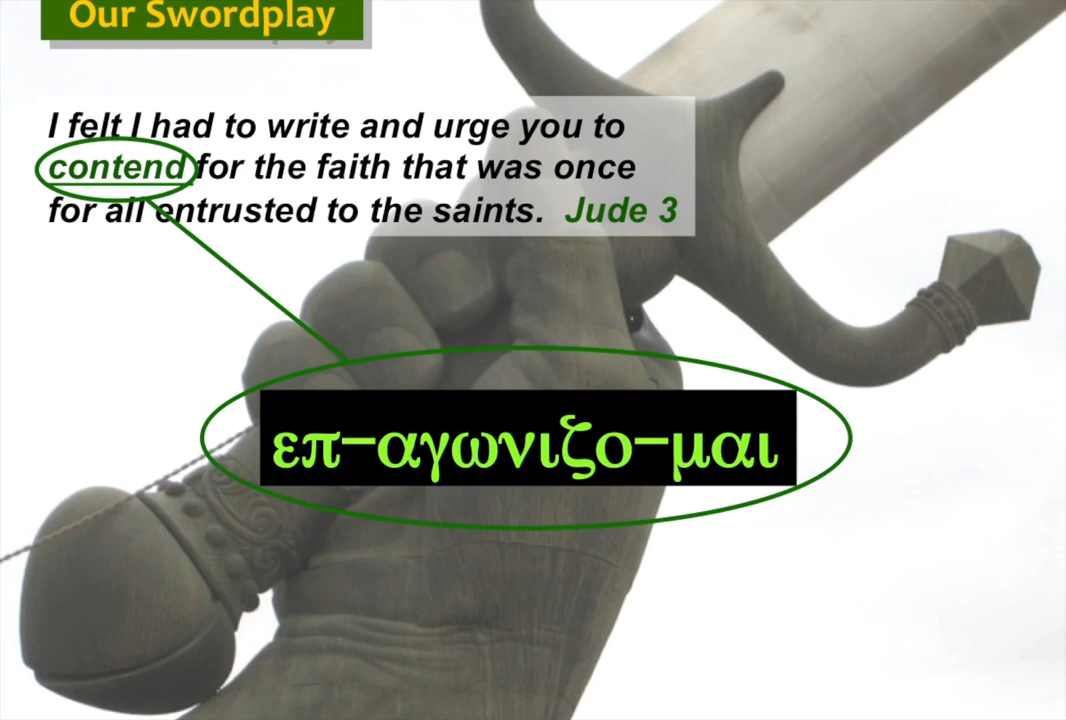 Our Swordplay
I felt I had to write and urge you to
contend for the faith that was once
for all entrusted to the saints. Jude 3
επ–αγωνιζο–μαι